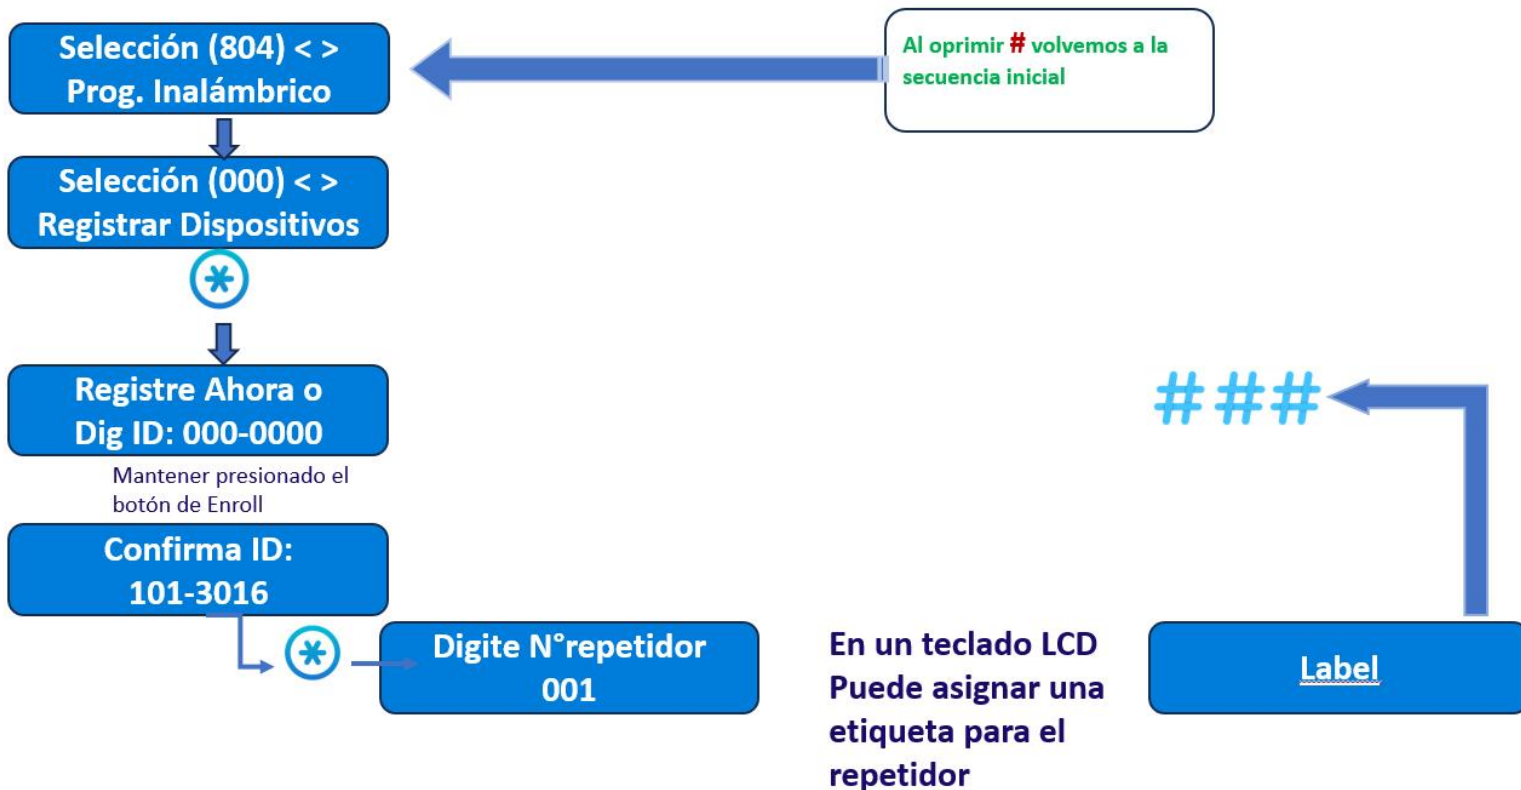 Selección (804) < >
Prog. Inalámbrico
Al oprimir # volvemos a la
secuencia inicial
Selección (000) < >
Registrar Dispositivos
*
Registre Ahora o
Dig ID: 000-0000
Mantener presionado el
botón de Enroll
###
Confirma ID:
101-3016
*
Digite N°repetidor
001
En un teclado LCD
Puede asignar una
etiqueta para el
repetidor
Label